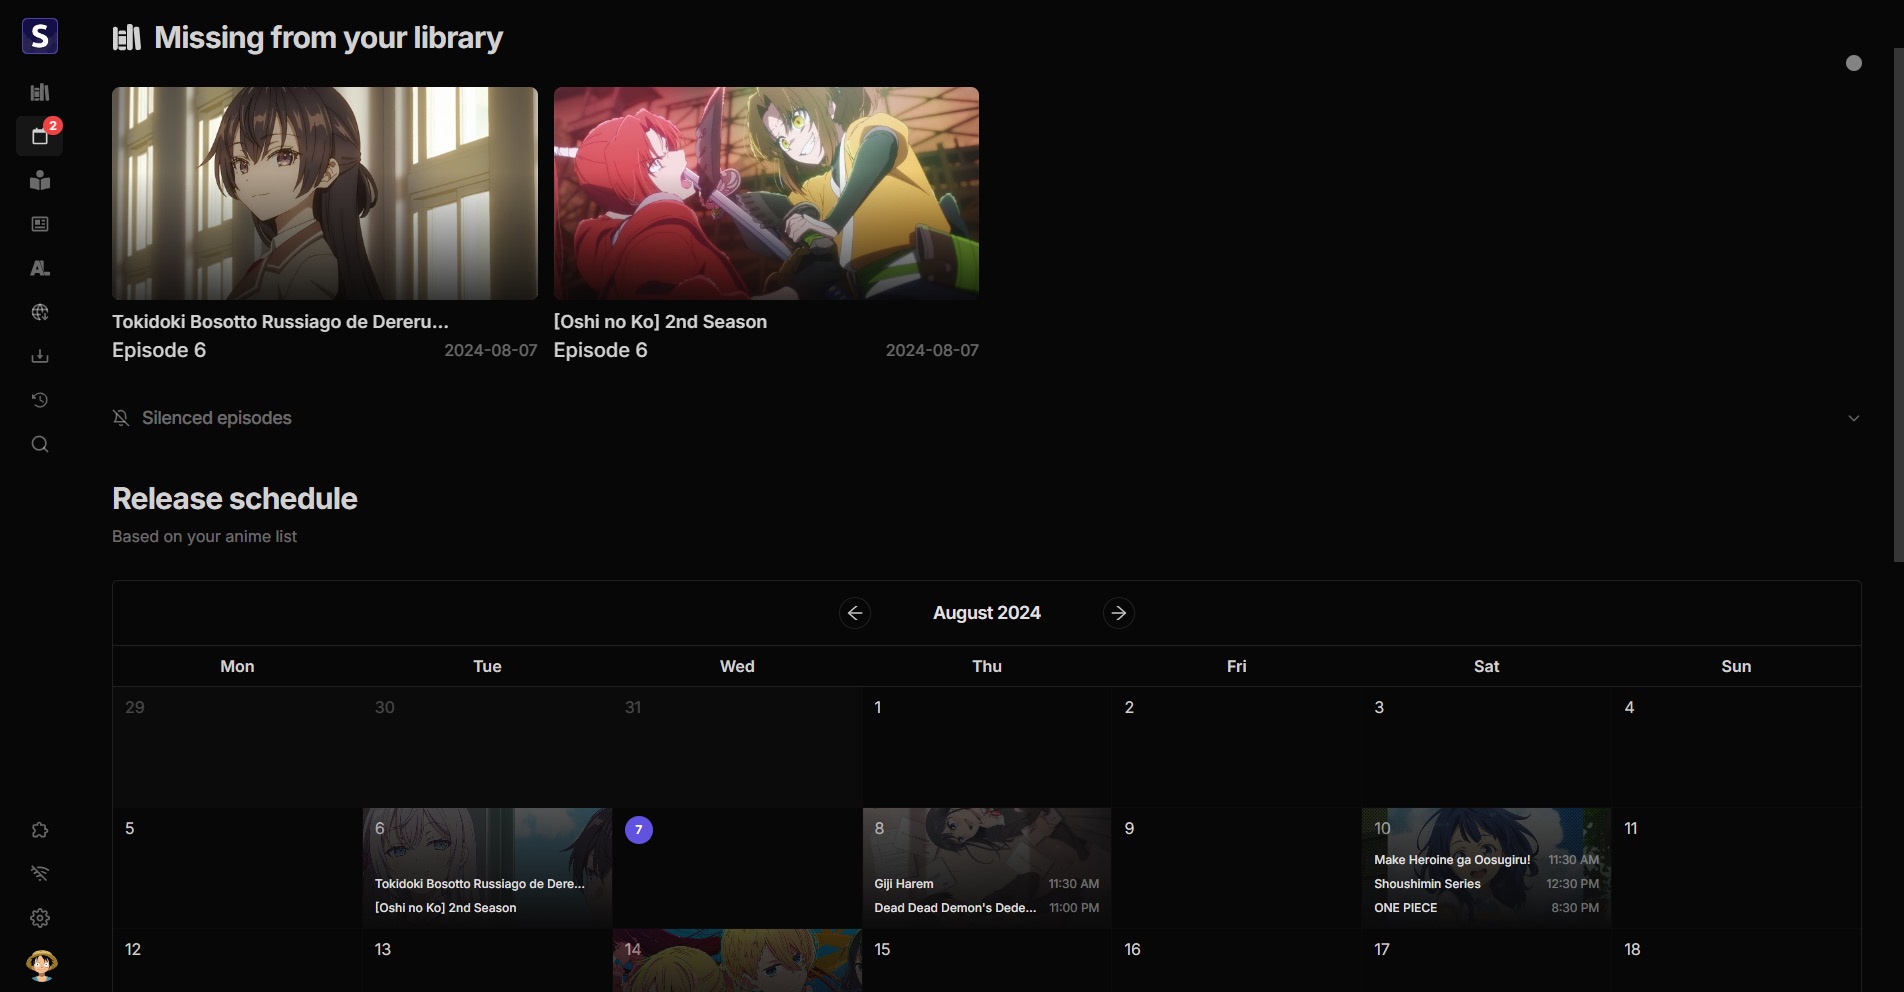 S
Missing from your library
2
Tokidoki Bosotto Russiago de Dereru...
Episode 6 2024-08-07
[Oshi no Ko] 2nd Season
Episode 6 2024-08-07
Silenced episodes
Release schedule
Based on your anime list
August 2024
Mon Tue Wed Thu Fri Sat Sun
29 30 31 1 2 3 4
5
6
Tokidoki Bosotto Russiago de Dere...
[Oshi no Ko] 2nd Season
7
8
Giji Harem 11:30 AM
Dead Dead Demon's Dede... 11:00 PM
9
10
Make Heroine ga Oosugiru! 11:30 AM
Shoushimin Series 12:30 PM
ONE PIECE 8:30 PM
11
12 13 14 15 16 17 18
AL